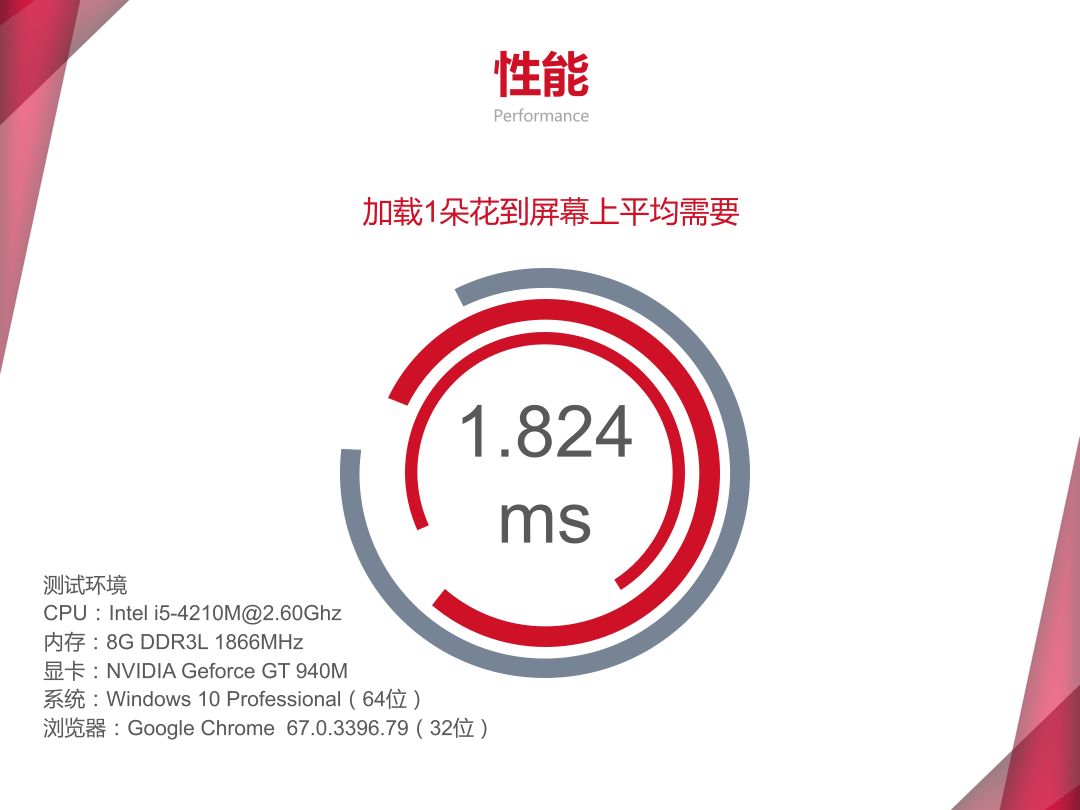 性能
Performance
加载1朵花到屏幕上平均需要
1.824
ms
测试环境
CPU：Intel i5-4210M@2.60Ghz
内存：8G DDR3L 1866MHz
显卡：NVIDIA Geforce GT 940M
系统：Windows 10 Professional（64位）
浏览器：Google Chrome  67.0.3396.79（32位）